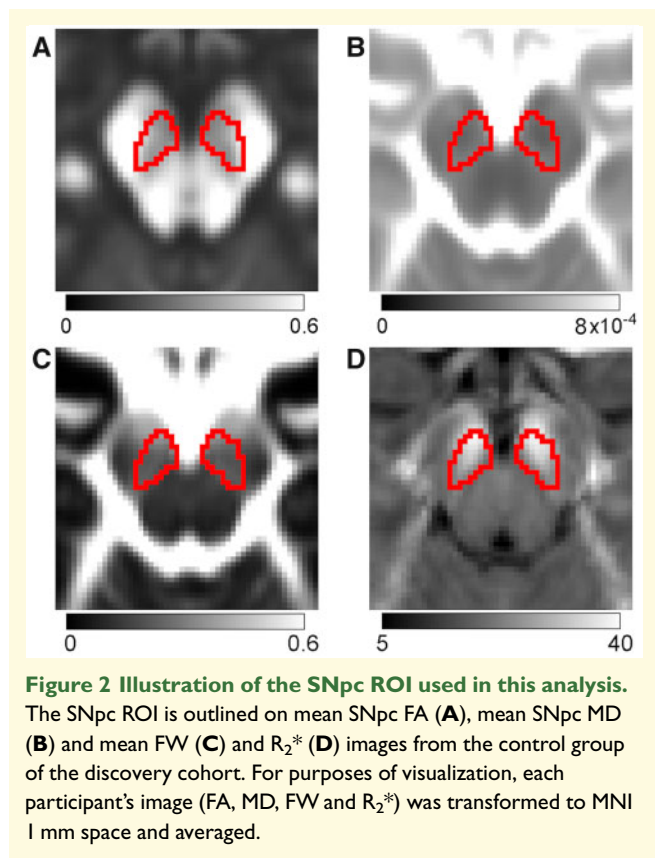 A
B
0
0.6
0
8x10⁻⁴
C
D
0
0.6
5
40
Figure 2 Illustration of the SNpc ROI used in this analysis.
The SNpc ROI is outlined on mean SNpc FA (A), mean SNpc MD
(B) and mean FW (C) and R₂* (D) images from the control group
of the discovery cohort. For purposes of visualization, each
participant's image (FA, MD, FW and R₂*) was transformed to MNI
1 mm space and averaged.